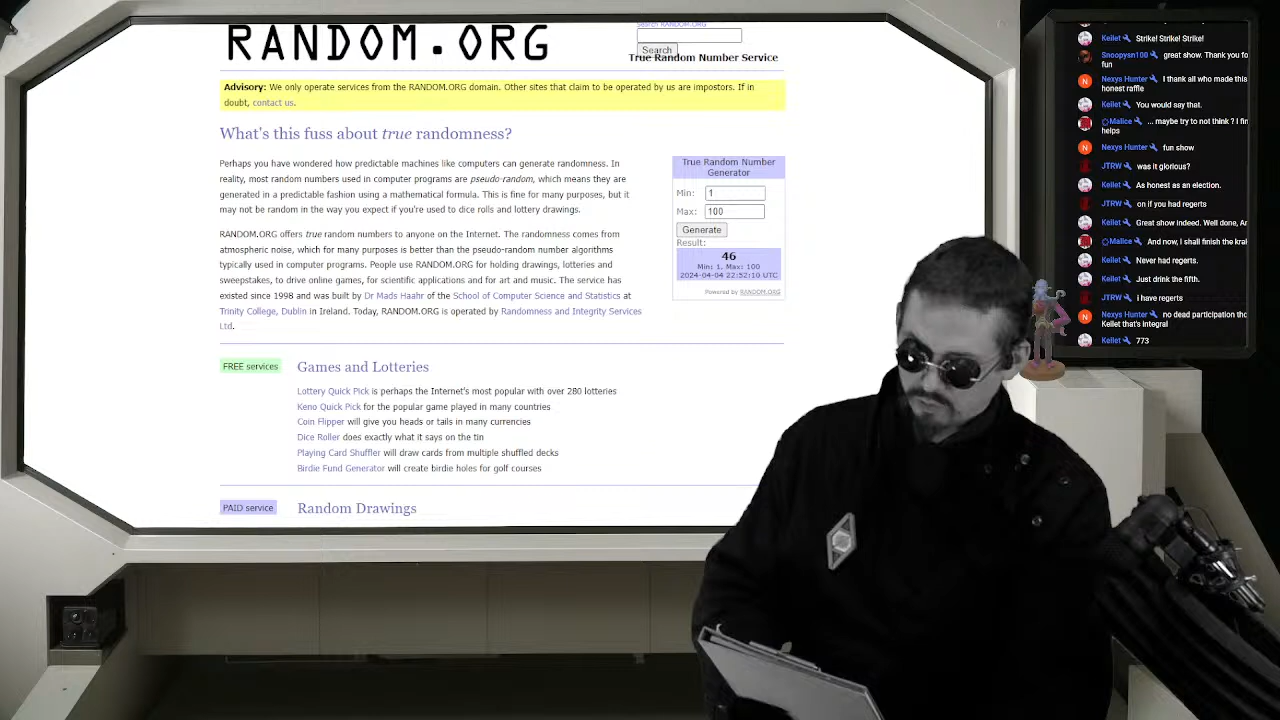 Search RANDOM.ORG
RANDOM.ORG
Search
True Random Number Service
Advisory: We only operate services from the RANDOM.ORG domain. Other sites that claim to be operated by us are impostors. If in
doubt, contact us.
What's this fuss about true randomness?
Perhaps you have wondered how predictable machines like computers can generate randomness. In
reality, most random numbers used in computer programs are pseudo-random, which means they are
generated in a predictable fashion using a mathematical formula. This is fine for many purposes, but it
may not be random in the way you expect if you're used to dice rolls and lottery drawings.
RANDOM.ORG offers true random numbers to anyone on the Internet. The randomness comes from
atmospheric noise, which for many purposes is better than the pseudo-random number algorithms
typically used in computer programs. People use RANDOM.ORG for holding drawings, lotteries and
sweepstakes, to drive online games, for scientific applications and for art and music. The service has
existed since 1998 and was built by Dr Mads Haahr of the School of Computer Science and Statistics at
Trinity College, Dublin in Ireland. Today, RANDOM.ORG is operated by Randomness and Integrity Services
Ltd.
True Random Number
Generator
Min: 1
Max: 100
Generate
Result:
46
Min: 1, Max: 100
2024-04-04 22:52:10 UTC
Powered by RANDOM.ORG
FREE services
Games and Lotteries
Lottery Quick Pick is perhaps the Internet's most popular with over 280 lotteries
Keno Quick Pick for the popular game played in many countries
Coin Flipper will give you heads or tails in many currencies
Dice Roller does exactly what it says on the tin
Playing Card Shuffler will draw cards from multiple shuffled decks
Birdie Fund Generator will create birdie holes for golf courses
PAID service
Random Drawings
Kellet Strike! Strike! Strike!
Snoopysn100 great show. Thank you fo
fun
N Nexys Hunter I thank all who made this
honest raffle
Kellet You would say that.
Malice ... maybe try to not think ? I fin
helps
N Nexys Hunter fun show
JTRW was it glorious?
Kellet As honest as an election.
JTRW on if you had regerts
Kellet Great show indeed. Well done, Ar
Malice And now, I shall finish the kra
Kellet Never had regerts.
Kellet Just drink the fifth.
JTRW i have regerts
N Nexys Hunter no dead participation tho
Kellet that's integral
Kellet 773